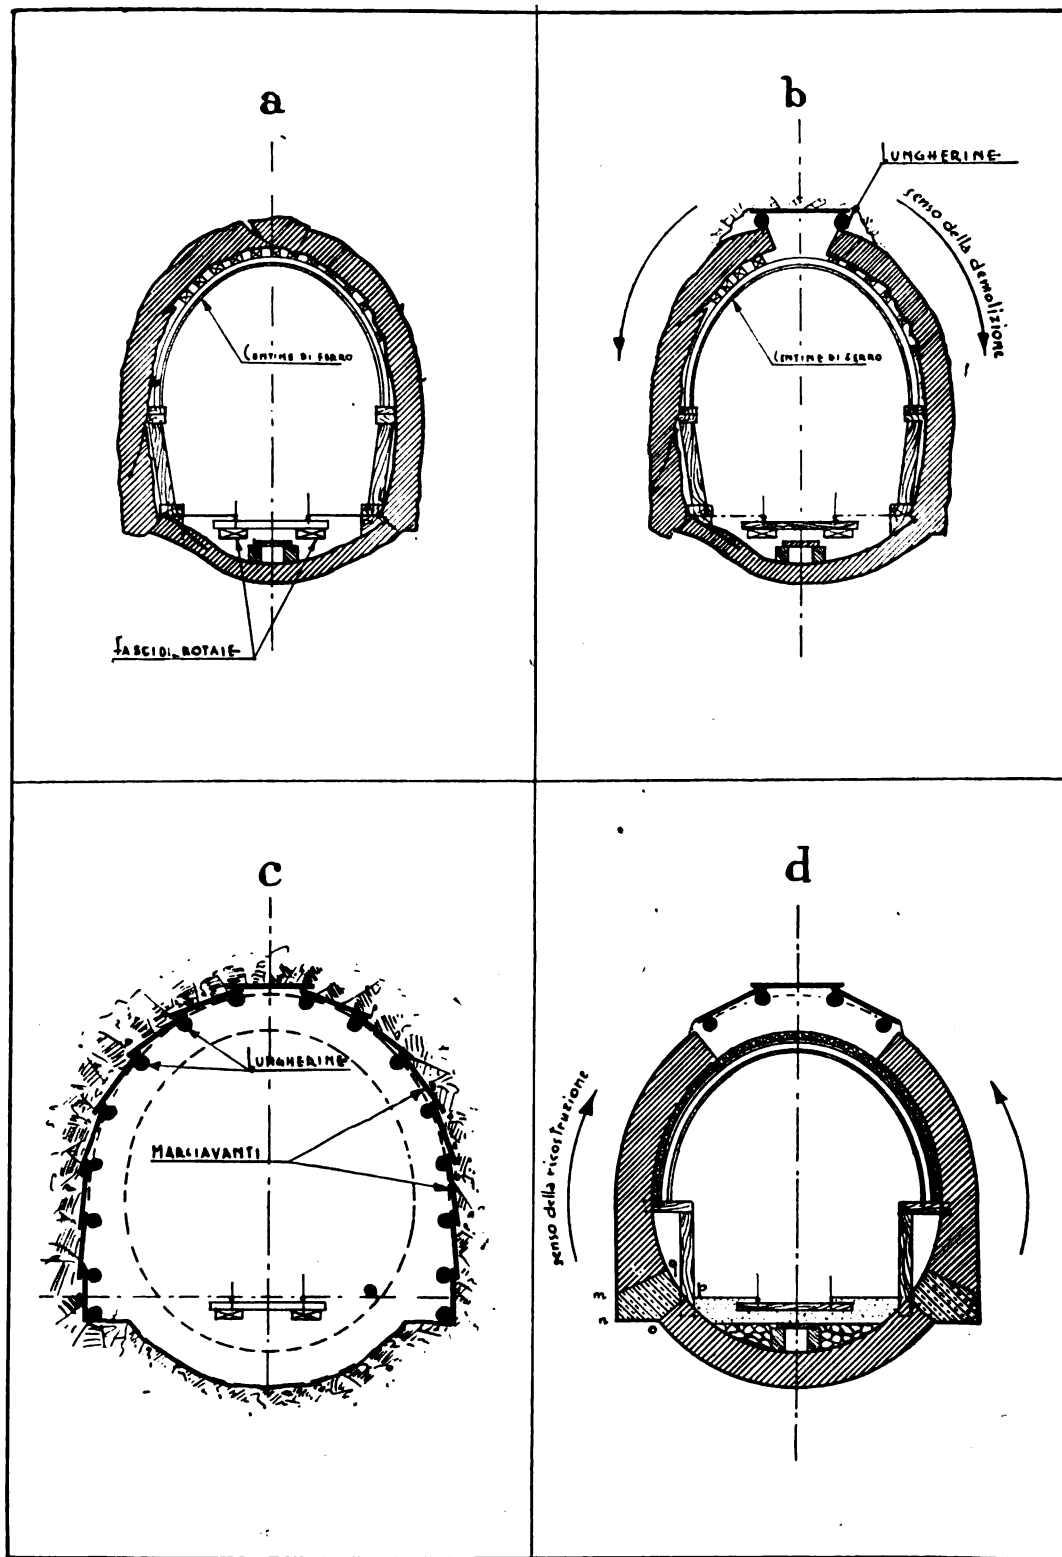 a
CENTINE DI FERRO
FASCI DI ROTAIE
b
LUNGHERINE
senso della demolizione
CENTINE DI FERRO
c
LUNGHERINE
MARCIAVANTI
d
senso della ricostruzione
m
n
o
q
p